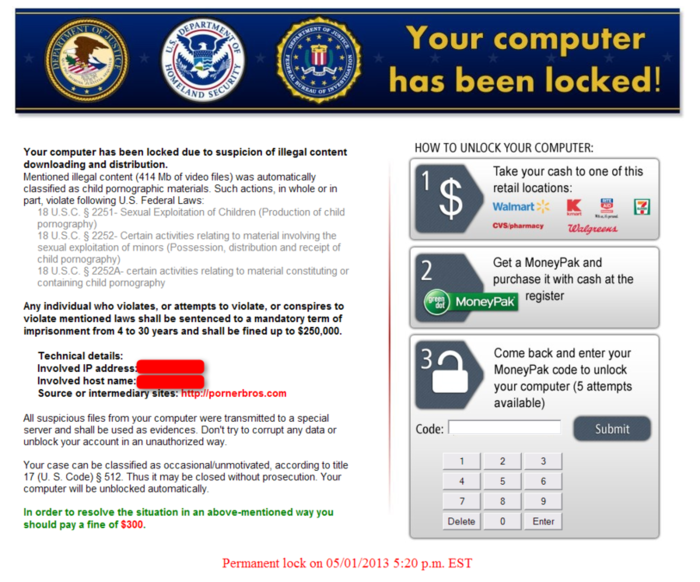 DEPARTMENT OF JUSTICE
U.S. DEPARTMENT OF HOMELAND SECURITY
DEPARTMENT OF JUSTICE
FEDERAL BUREAU OF INVESTIGATION
Your computer
has been locked!
Your computer has been locked due to suspicion of illegal content
downloading and distribution.
Mentioned illegal content (414 Mb of video files) was automatically
classified as child pornographic materials. Such actions, in whole or in
part, violate following U.S. Federal Laws:
18 U.S.C. § 2251- Sexual Exploitation of Children (Production of child
pornography)
18 U.S.C. § 2252- Certain activities relating to material involving the
sexual exploitation of minors (Possession, distribution and receipt of
child pornography)
18 U.S.C. § 2252A- certain activities relating to material constituting or
containing child pornography
Any individual who violates, or attempts to violate, or conspires to
violate mentioned laws shall be sentenced to a mandatory term of
imprisonment from 4 to 30 years and shall be fined up to $250,000.
Technical details:
Involved IP address:
Involved host name:
Source or intermediary sites: http://pornerbros.com
All suspicious files from your computer were transmitted to a special
server and shall be used as evidences. Don't try to corrupt any data or
unblock your account in an unauthorized way.
Your case can be classified as occasional/unmotivated, according to title
17 (U. S. Code) § 512. Thus it may be closed without prosecution. Your
computer will be unblocked automatically.
In order to resolve the situation in an above-mentioned way you
should pay a fine of $300.
HOW TO UNLOCK YOUR COMPUTER:
1 $
Take your cash to one of this
retail locations:
Walmart
CVS/pharmacy Walgreens
2
Get a MoneyPak and
purchase it with cash at the
register
green dot MoneyPak
3
Come back and enter your
MoneyPak code to unlock
your computer (5 attempts
available)
Code: Submit
1 2 3
4 5 6
7 8 9
Delete 0 Enter
Permanent lock on 05/01/2013 5:20 p.m. EST